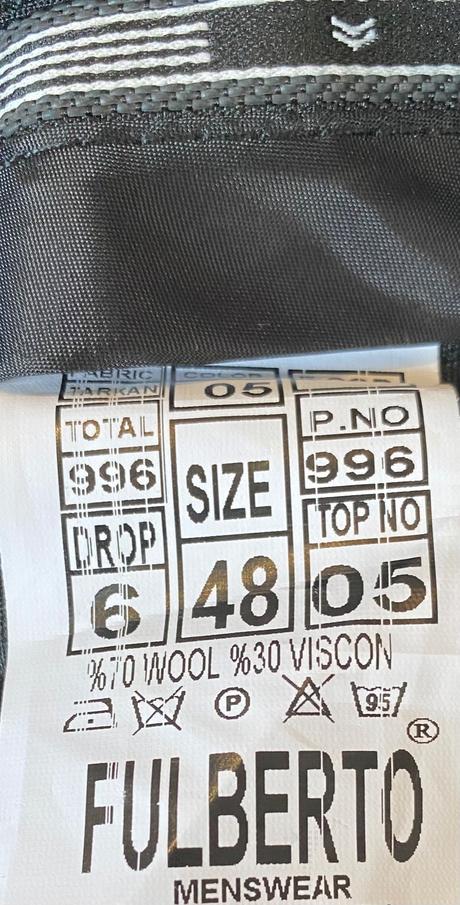 FABRIC COLOR
TARKAN 05
TOTAL P.NO
996 SIZE 996
DROP TOP NO
6 48 05
%70 WOOL %30 VISCON
P 95
FULBERTO®
MENSWEAR